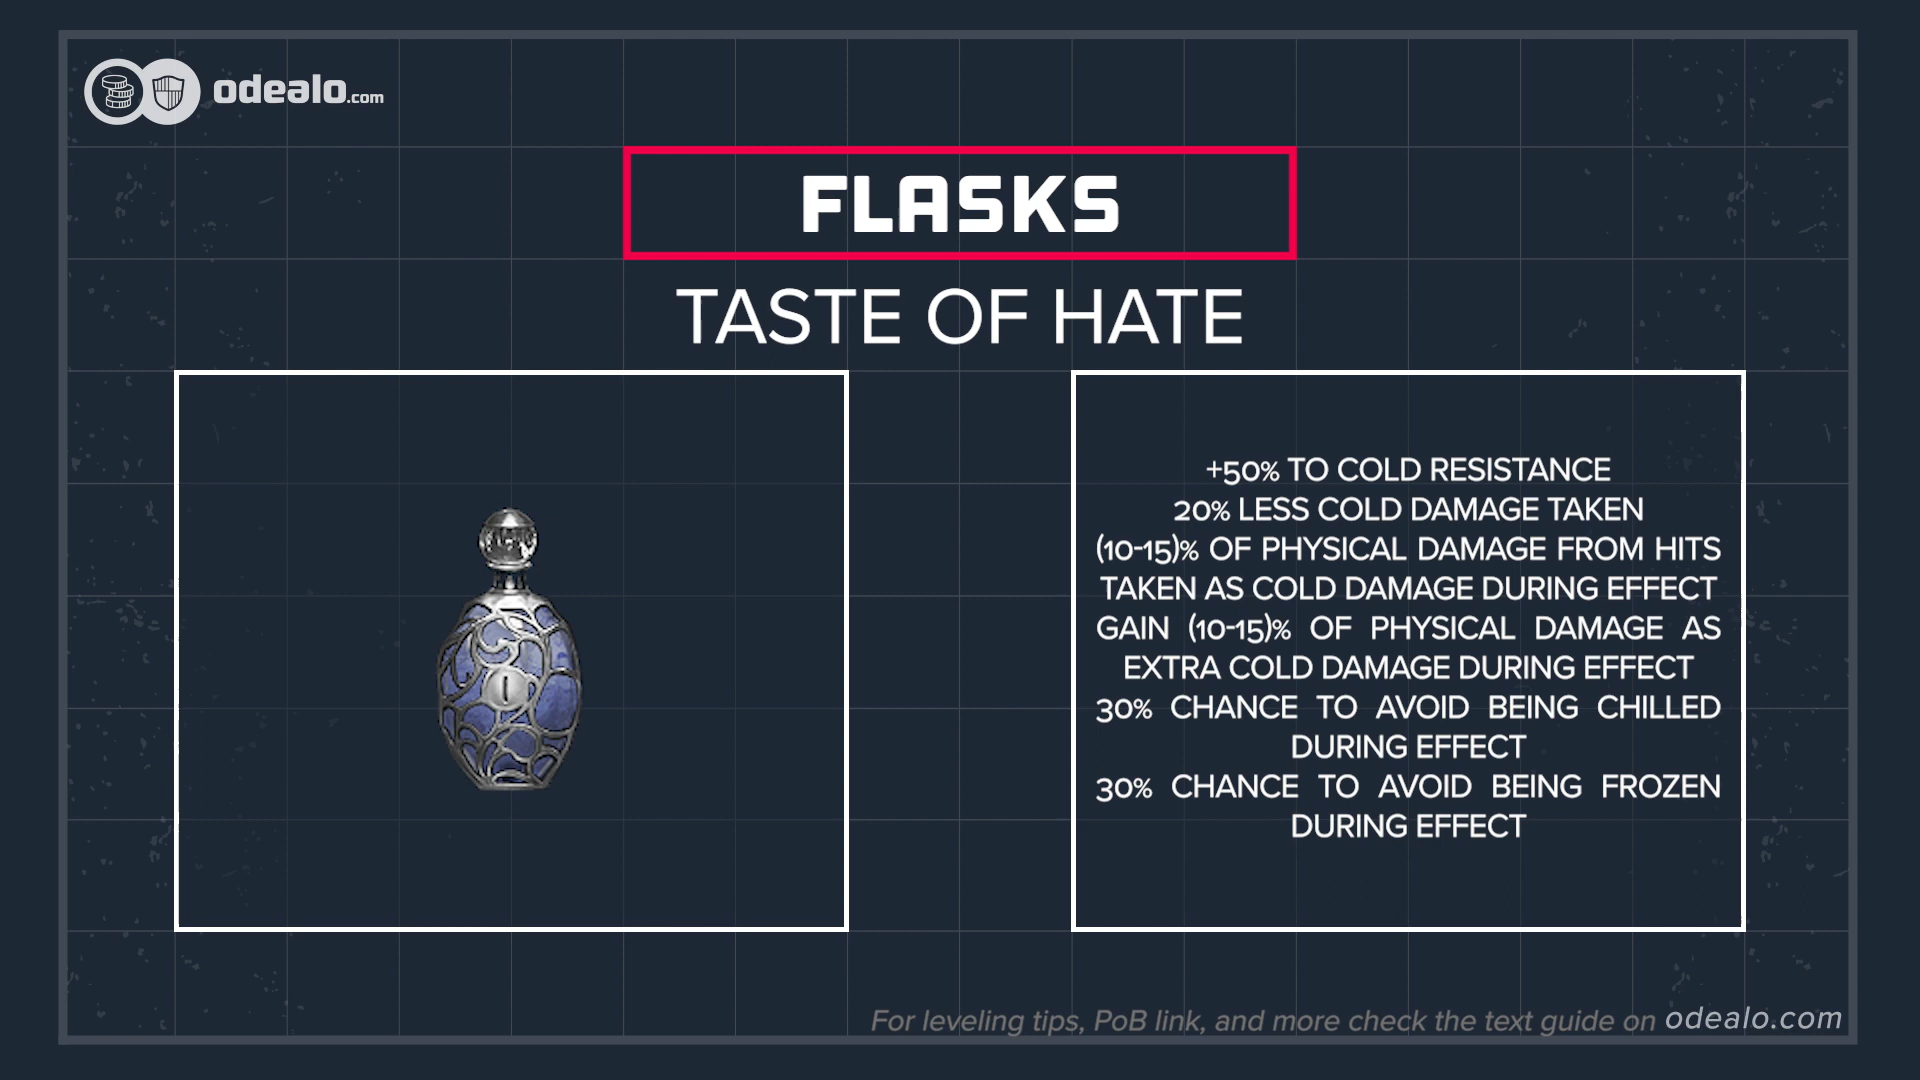 odealo.com
FLASKS
TASTE OF HATE
+50% TO COLD RESISTANCE
20% LESS COLD DAMAGE TAKEN
(10-15)% OF PHYSICAL DAMAGE FROM HITS
TAKEN AS COLD DAMAGE DURING EFFECT
GAIN (10-15)% OF PHYSICAL DAMAGE AS
EXTRA COLD DAMAGE DURING EFFECT
30% CHANCE TO AVOID BEING CHILLED
DURING EFFECT
30% CHANCE TO AVOID BEING FROZEN
DURING EFFECT
For leveling tips, PoB link, and more check the text guide on odealo.com